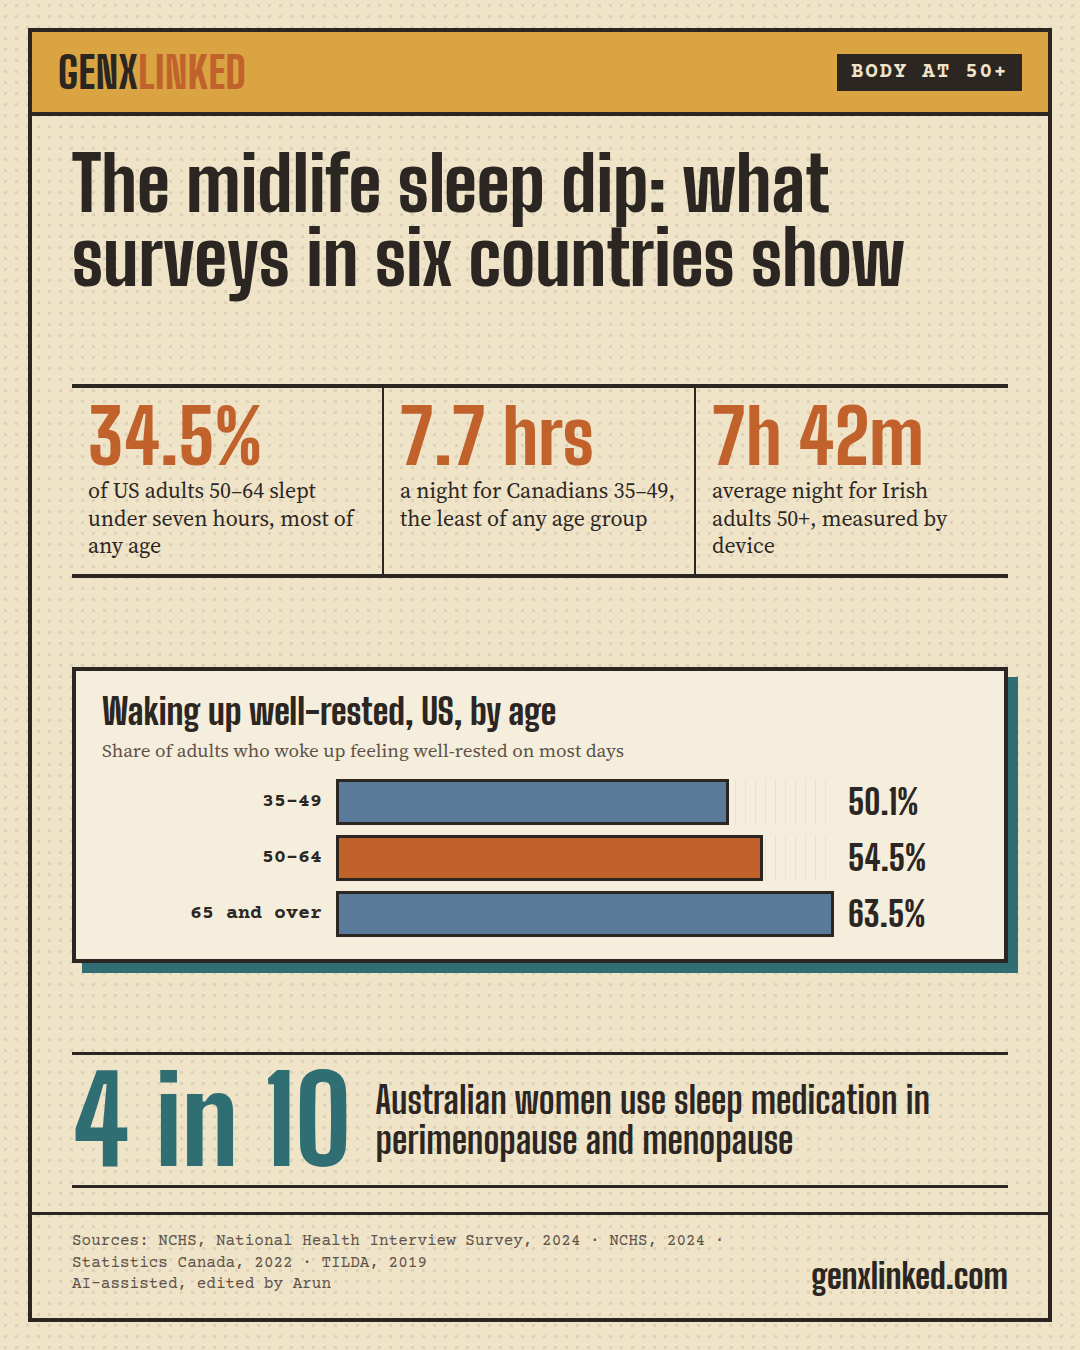 GENXLINKED
BODY AT 50+
The midlife sleep dip: what
surveys in six countries show
34.5%
of US adults 50–64 slept
under seven hours, most of
any age
7.7 hrs
a night for Canadians 35–49,
the least of any age group
7h 42m
average night for Irish
adults 50+, measured by
device
Waking up well-rested, US, by age
Share of adults who woke up feeling well-rested on most days
35–49 50.1%
50–64 54.5%
65 and over 63.5%
4 in 10
Australian women use sleep medication in
perimenopause and menopause
Sources: NCHS, National Health Interview Survey, 2024 · NCHS, 2024 ·
Statistics Canada, 2022 · TILDA, 2019
AI-assisted, edited by Arun
genxlinked.com